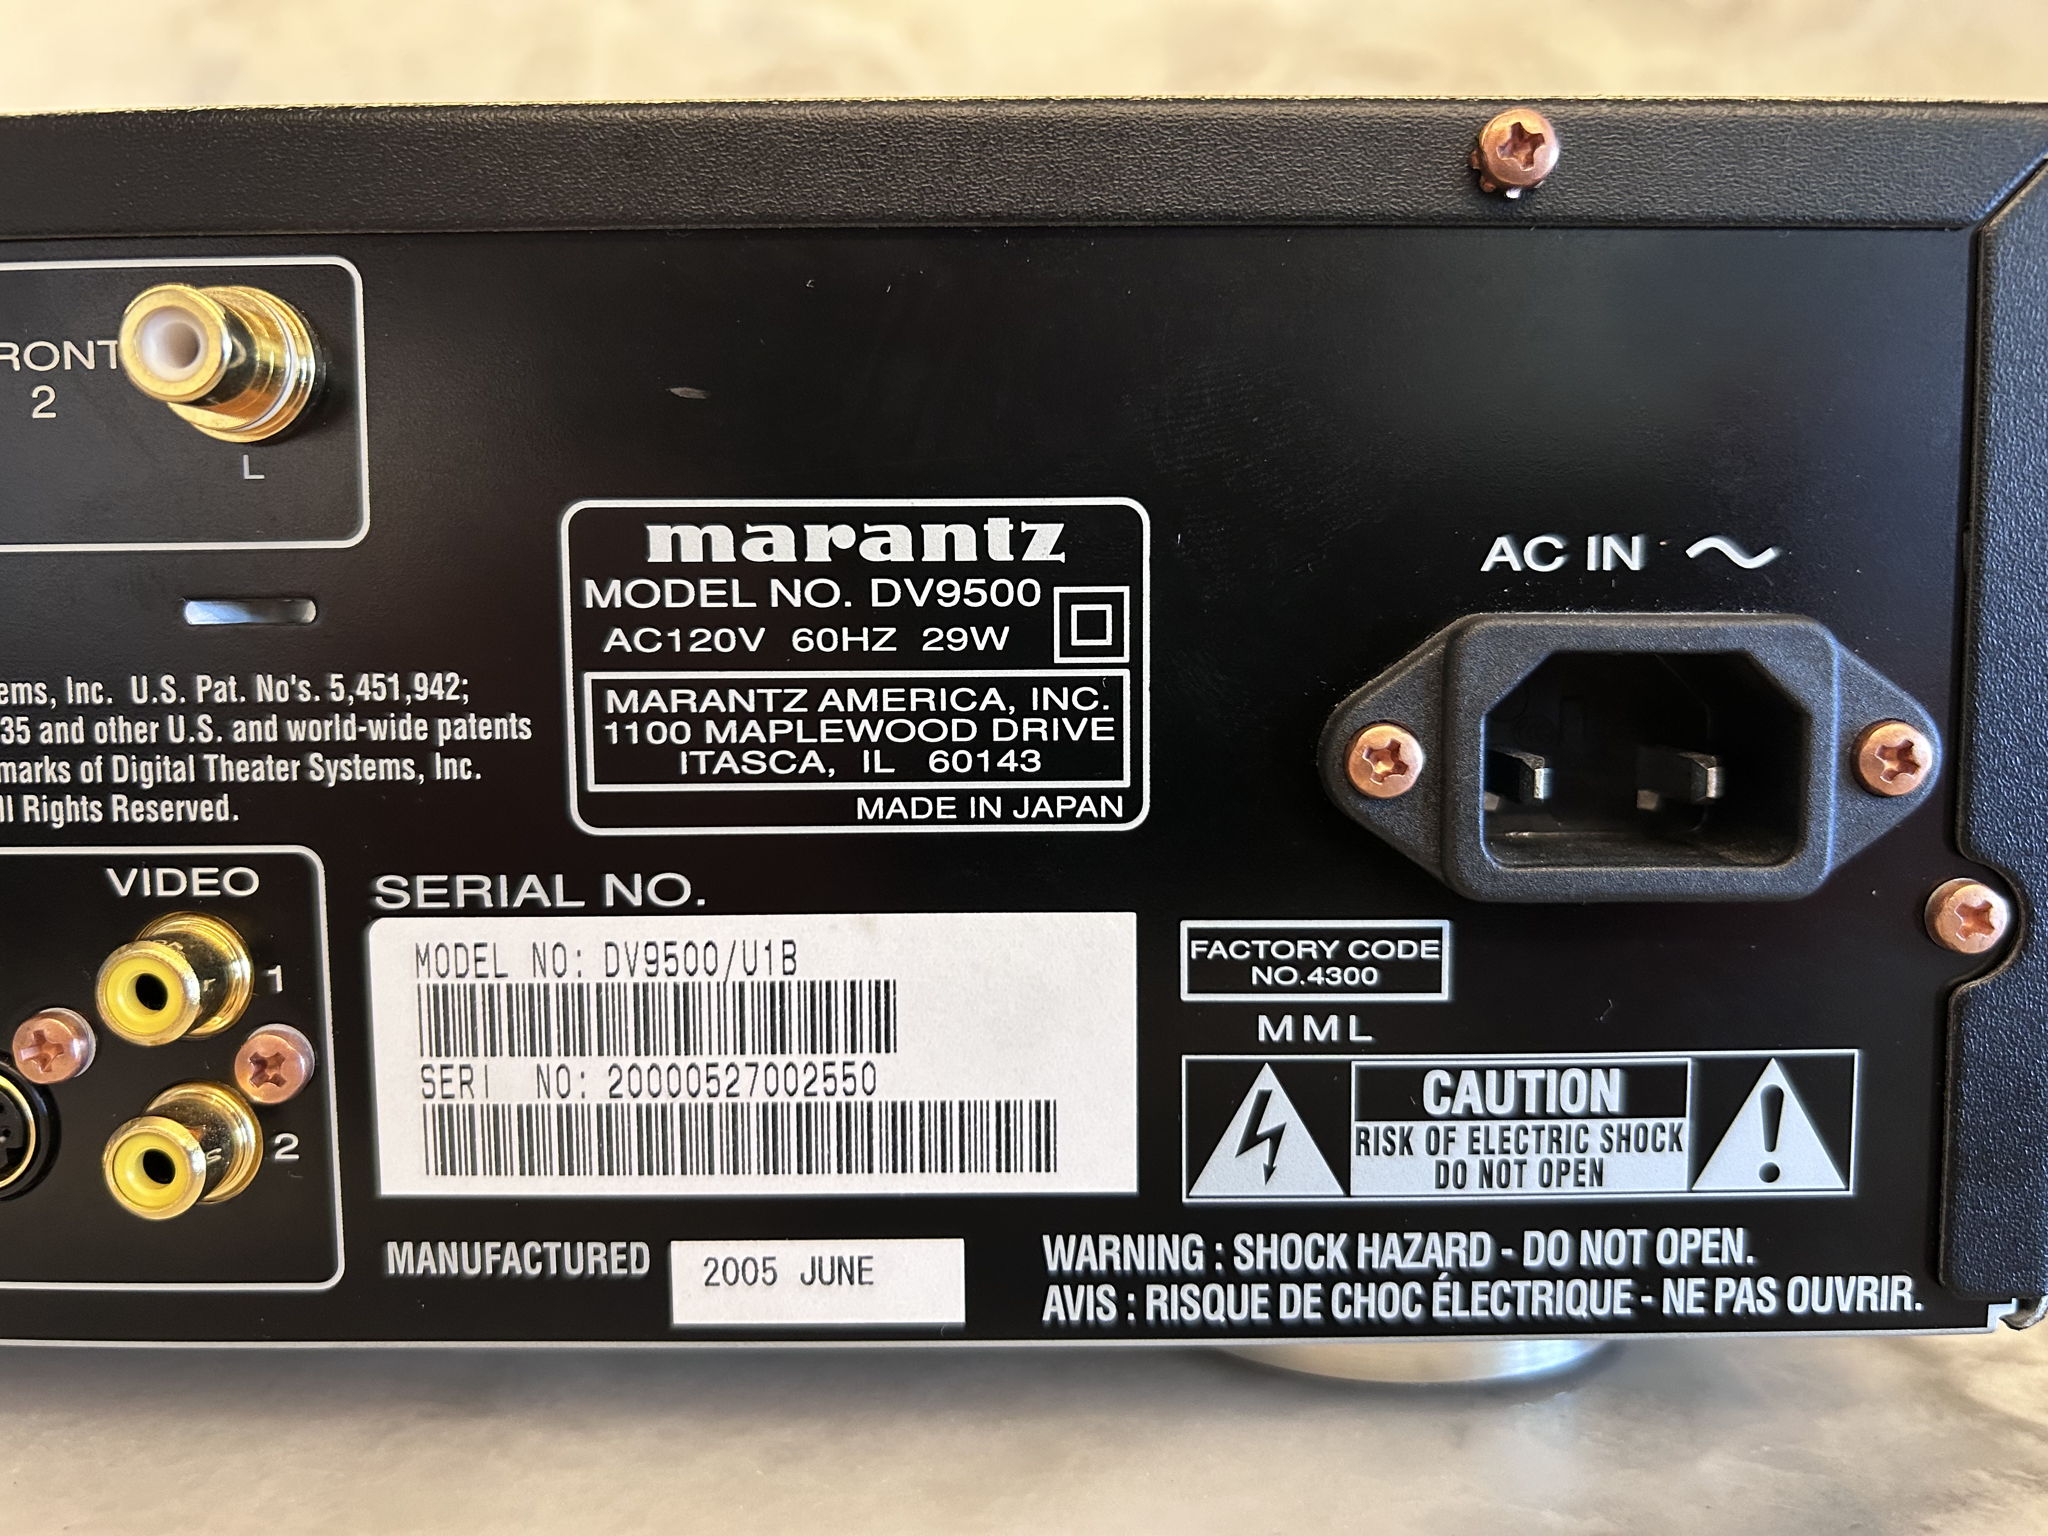 RONT
2
L
marantz
MODEL NO. DV9500
AC120V 60HZ 29W
MARANTZ AMERICA, INC.
1100 MAPLEWOOD DRIVE
ITASCA, IL 60143
MADE IN JAPAN
AC IN
ems, Inc. U.S. Pat. No's. 5,451,942;
35 and other U.S. and world-wide patents
marks of Digital Theater Systems, Inc.
ll Rights Reserved.
VIDEO
1
2
SERIAL NO.
MODEL NO: DV9500/U1B
SERI NO: 20000527002550
MANUFACTURED 2005 JUNE
FACTORY CODE
NO.4300
MML
CAUTION
RISK OF ELECTRIC SHOCK
DO NOT OPEN
WARNING : SHOCK HAZARD - DO NOT OPEN.
AVIS : RISQUE DE CHOC ÉLECTRIQUE - NE PAS OUVRIR.